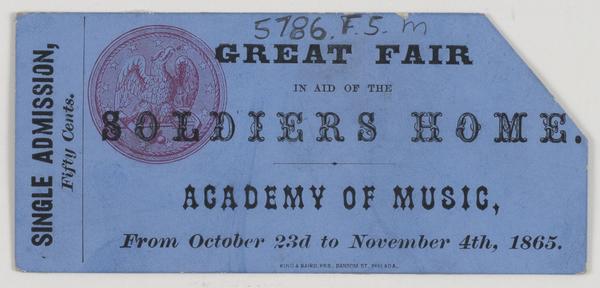 SINGLE ADMISSION,
Fifty Cents.
5786.F.5.m
GREAT FAIR
IN AID OF THE
SOLDIERS HOME.
ACADEMY OF MUSIC,
From October 23d to November 4th, 1865.
KING & BAIRD, PRS., SANSOM ST. PHILADA.